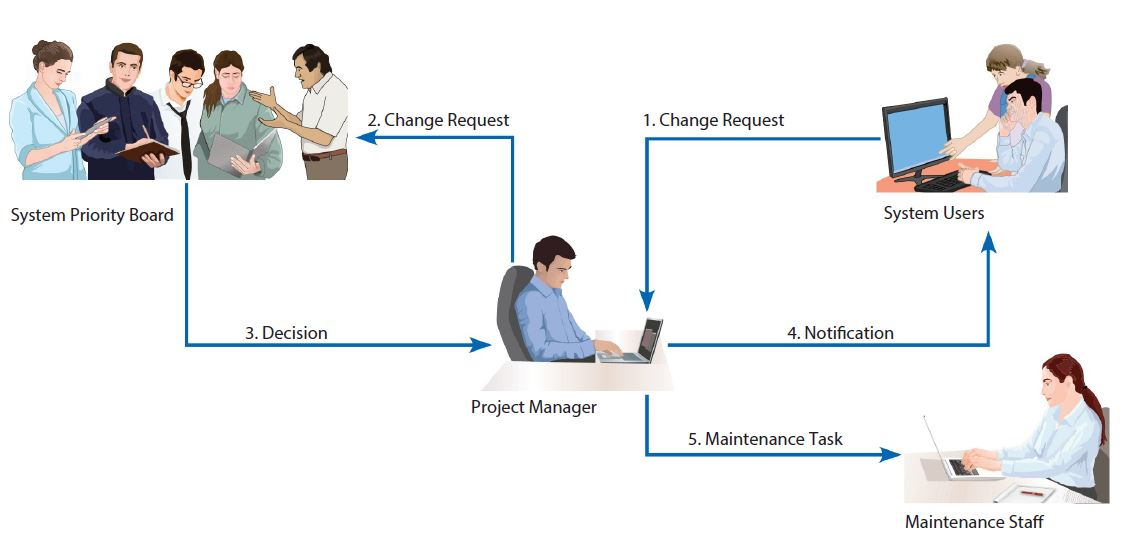 2. Change Request
1. Change Request
System Priority Board
System Users
3. Decision
4. Notification
Project Manager
5. Maintenance Task
Maintenance Staff